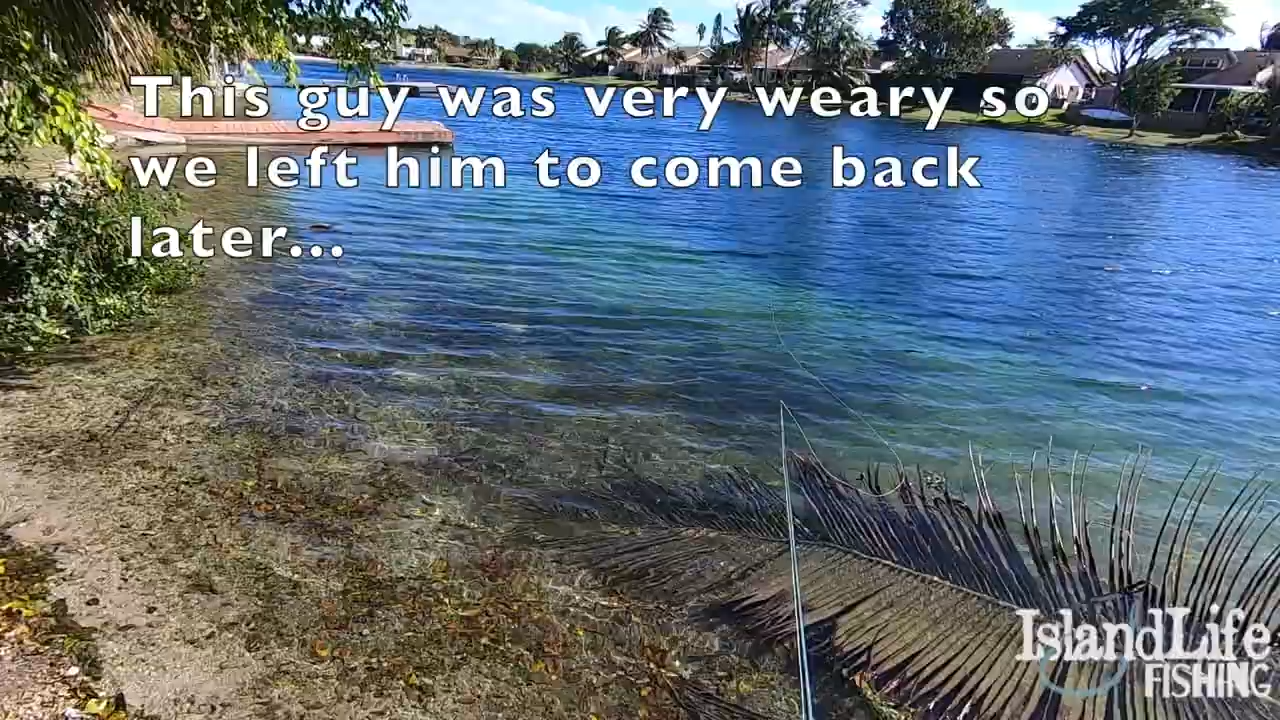 This guy was very weary so
we left him to come back
later...
IslandLife
FISHING